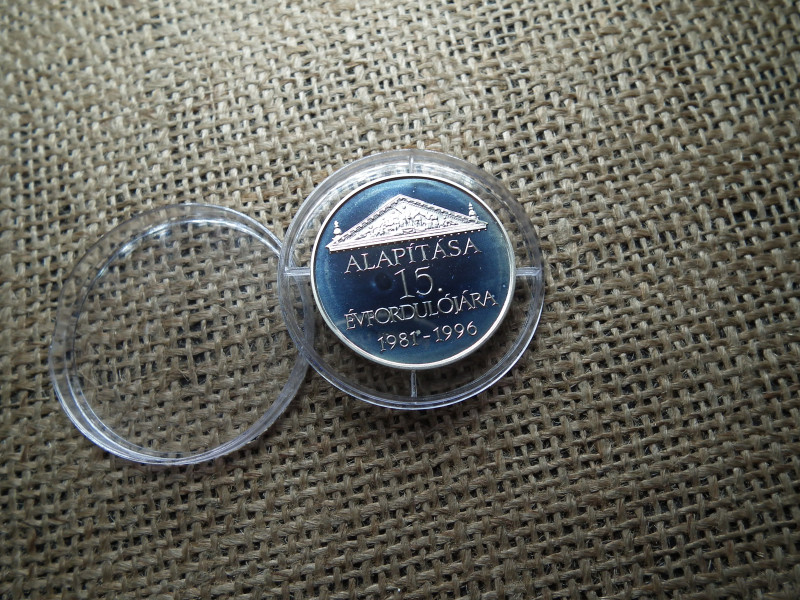 ALAPÍTÁSA
15.
ÉVFORDULÓJÁRA
1981-1996